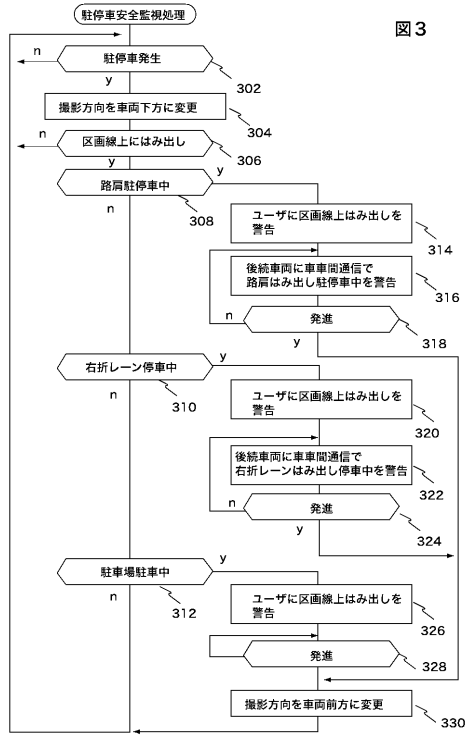 駐停車安全監視処理
図3
n
駐停車発生
302
y
撮影方向を車両下方に変更
304
n
区画線上にはみ出し
306
y
路肩駐停車中
y
308
n
ユーザに区画線上はみ出しを
警告
314
後続車両に車車間通信で
路肩はみ出し駐停車中を警告
316
n
発進
318
y
右折レーン停車中
y
310
n
ユーザに区画線上はみ出しを
警告
320
後続車両に車車間通信で
右折レーンはみ出し停車中を警告
322
n
発進
324
y
駐車場駐車中
y
312
n
ユーザに区画線上はみ出しを
警告
326
発進
328
撮影方向を車両前方に変更
330